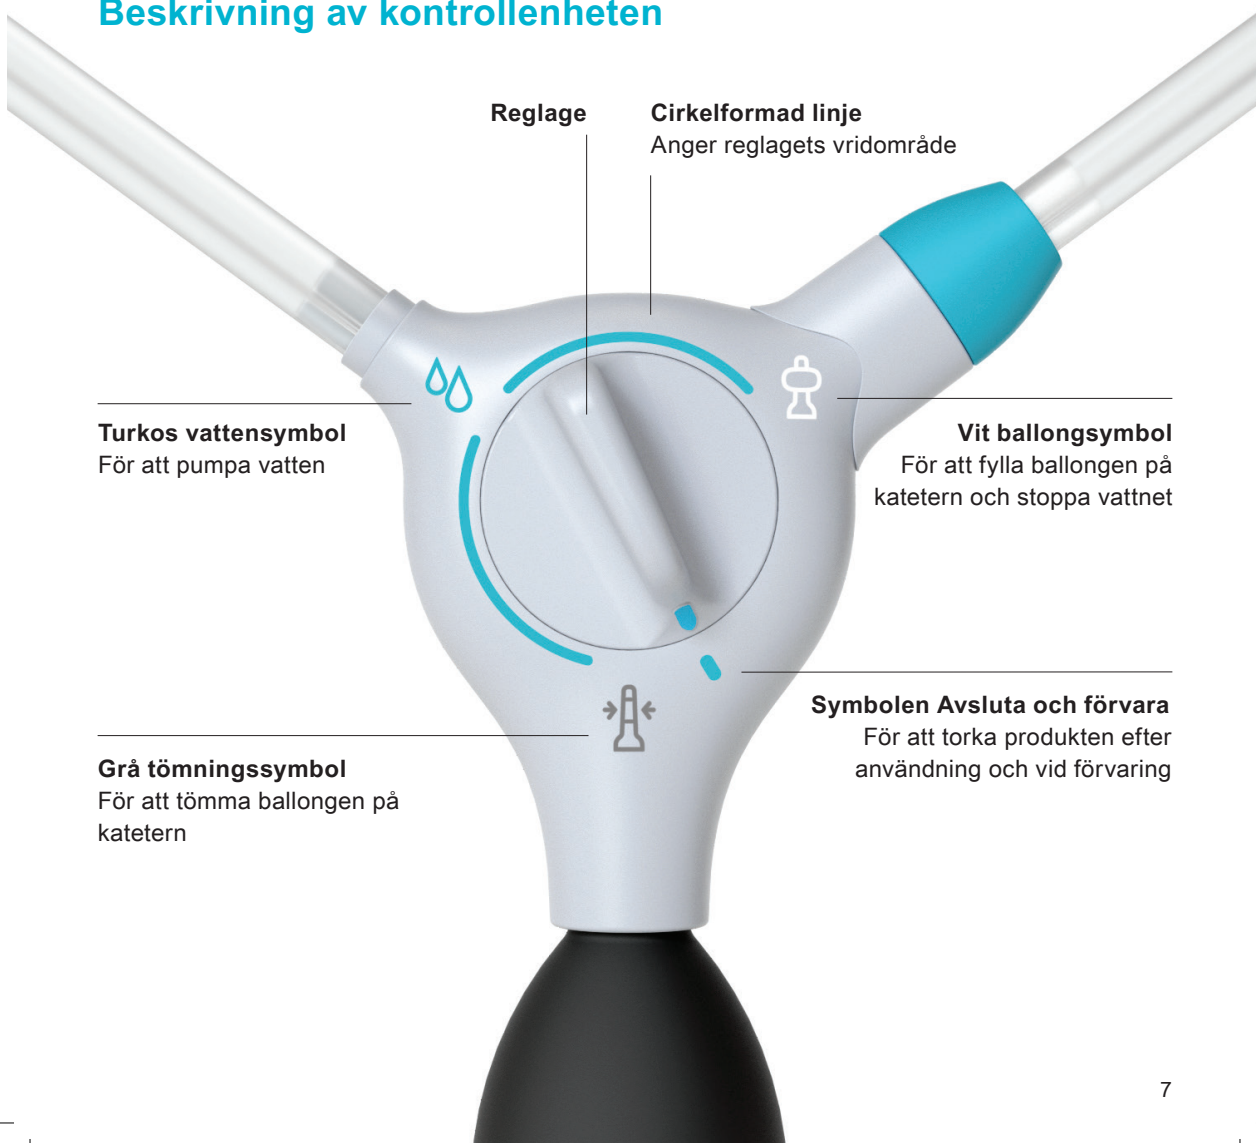 Beskrivning av kontrollenheten
Reglage
Cirkelformad linje
Anger reglagets vridområde
Turkos vattensymbol
För att pumpa vatten
Vit ballongsymbol
För att fylla ballongen på
katetern och stoppa vattnet
Symbolen Avsluta och förvara
För att torka produkten efter
användning och vid förvaring
Grå tömningssymbol
För att tömma ballongen på
katetern
7